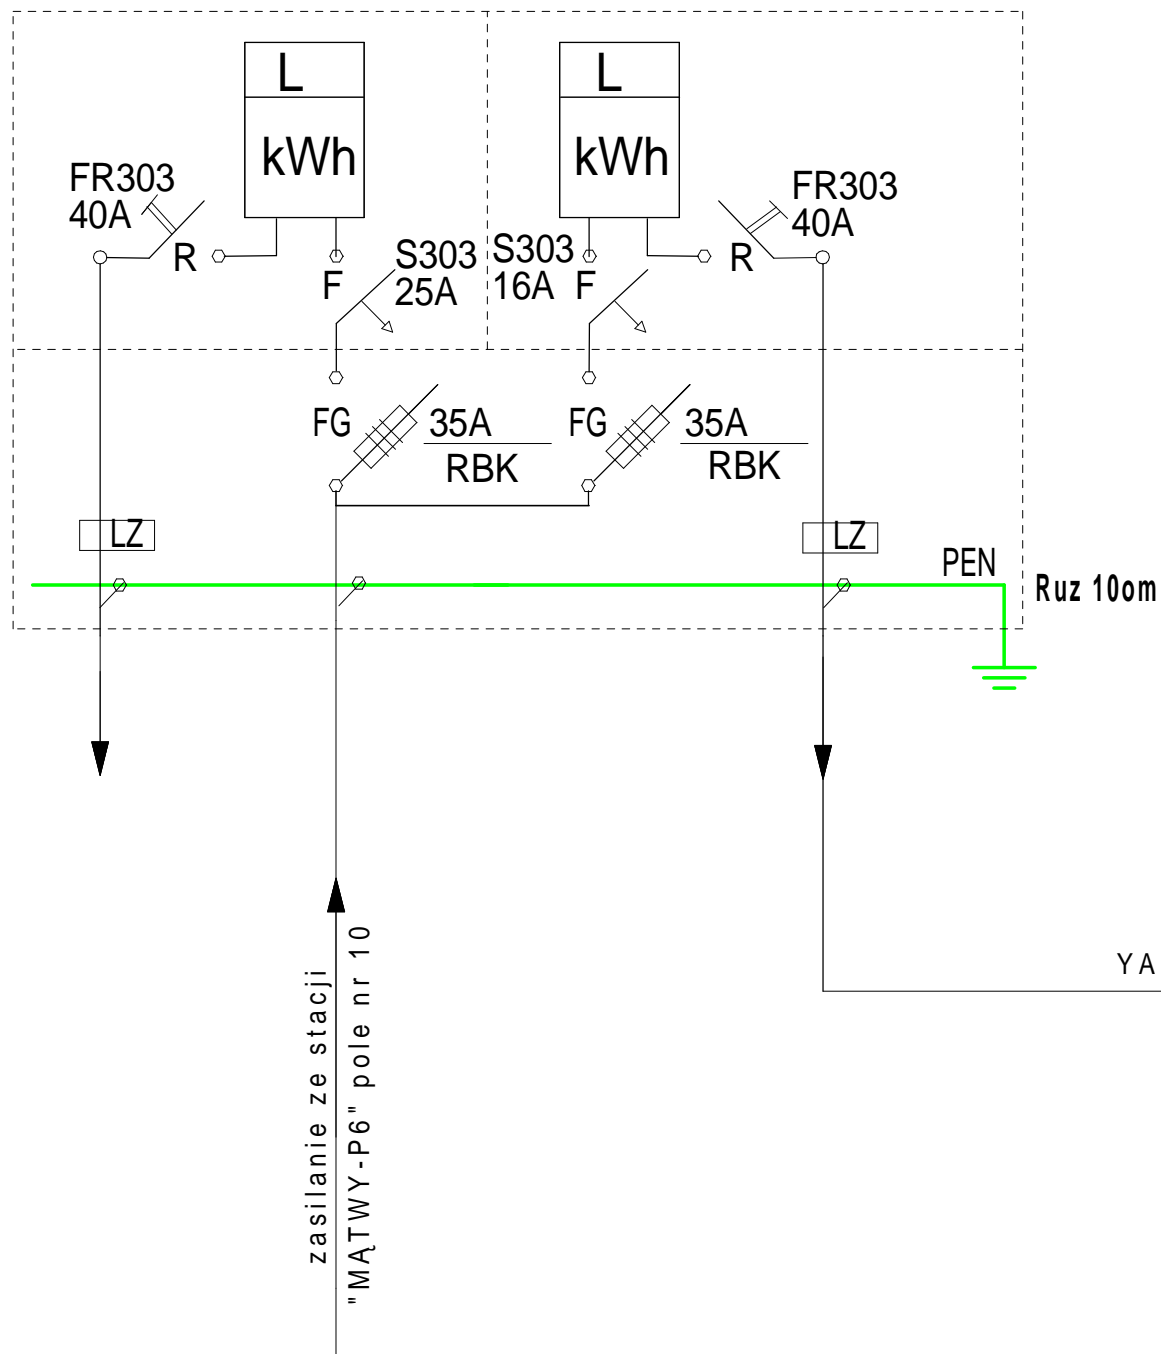 L
kWh
FR303
40A
R
F
S303
25A
L
kWh
FR303
40A
S303
16A
F
R
FG
35A
RBK
FG
35A
RBK
LZ
LZ
PEN
Ruz 10om
YA
zasilanie ze stacji
"MĄTWY-P6" pole nr 10